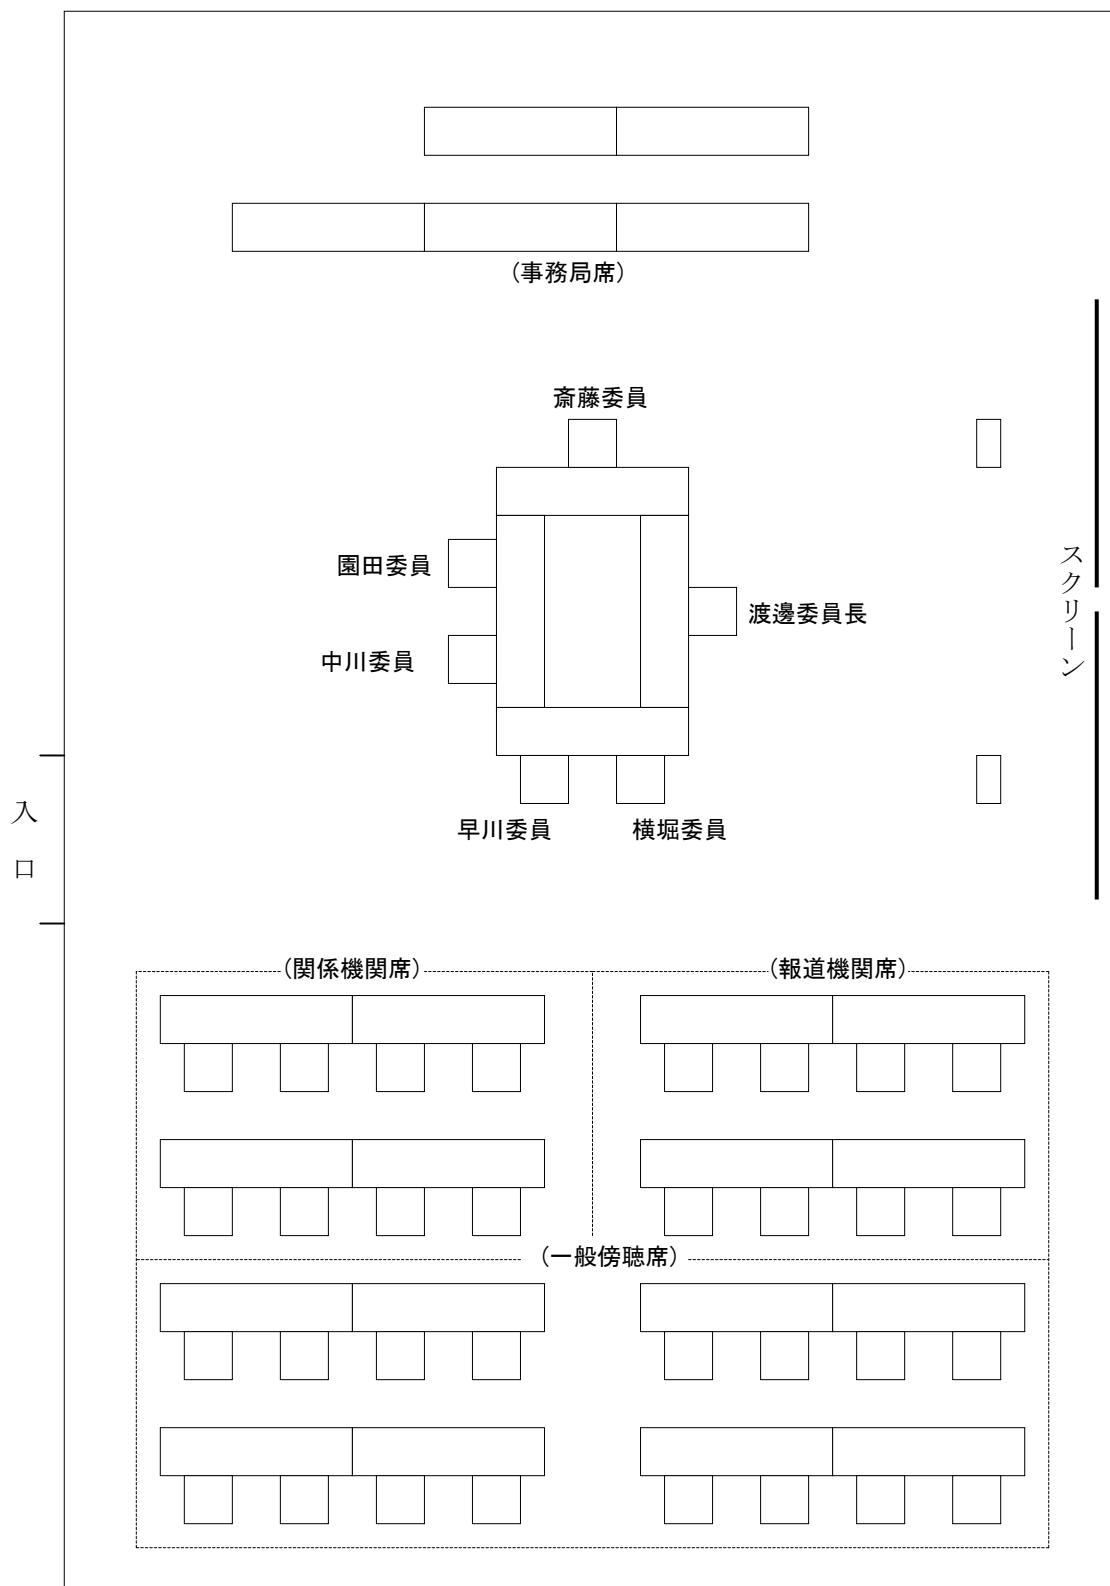 (事務局席)
斎藤委員
園田委員
スクリーン
渡邊委員長
中川委員
入口
早川委員
横堀委員
(関係機関席)
(報道機関席)
(一般傍聴席)